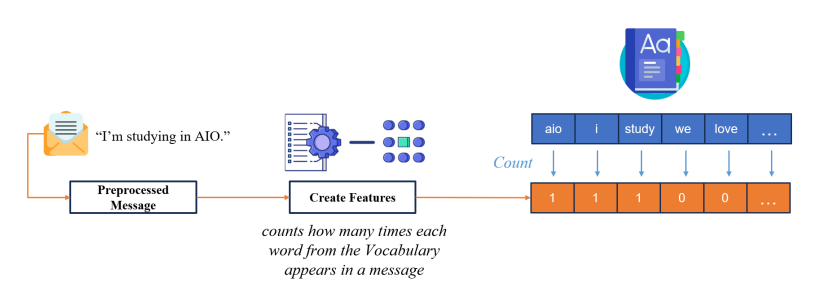 Aa
“I’m studying in AIO.”
aio i study we love ...
Count
Preprocessed
Message
Create Features
1 1 1 0 0 ...
counts how many times each
word from the Vocabulary
appears in a message